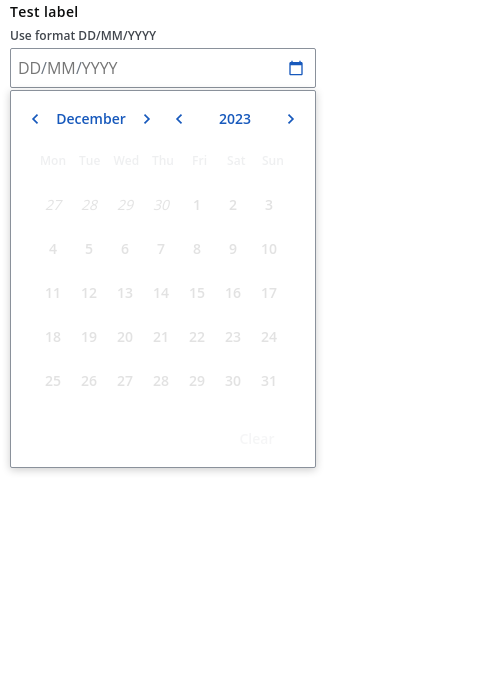 Test label
Use format DD/MM/YYYY
DD/MM/YYYY
December 2023
Mon Tue Wed Thu Fri Sat Sun
27 28 29 30 1 2 3
4 5 6 7 8 9 10
11 12 13 14 15 16 17
18 19 20 21 22 23 24
25 26 27 28 29 30 31
Clear